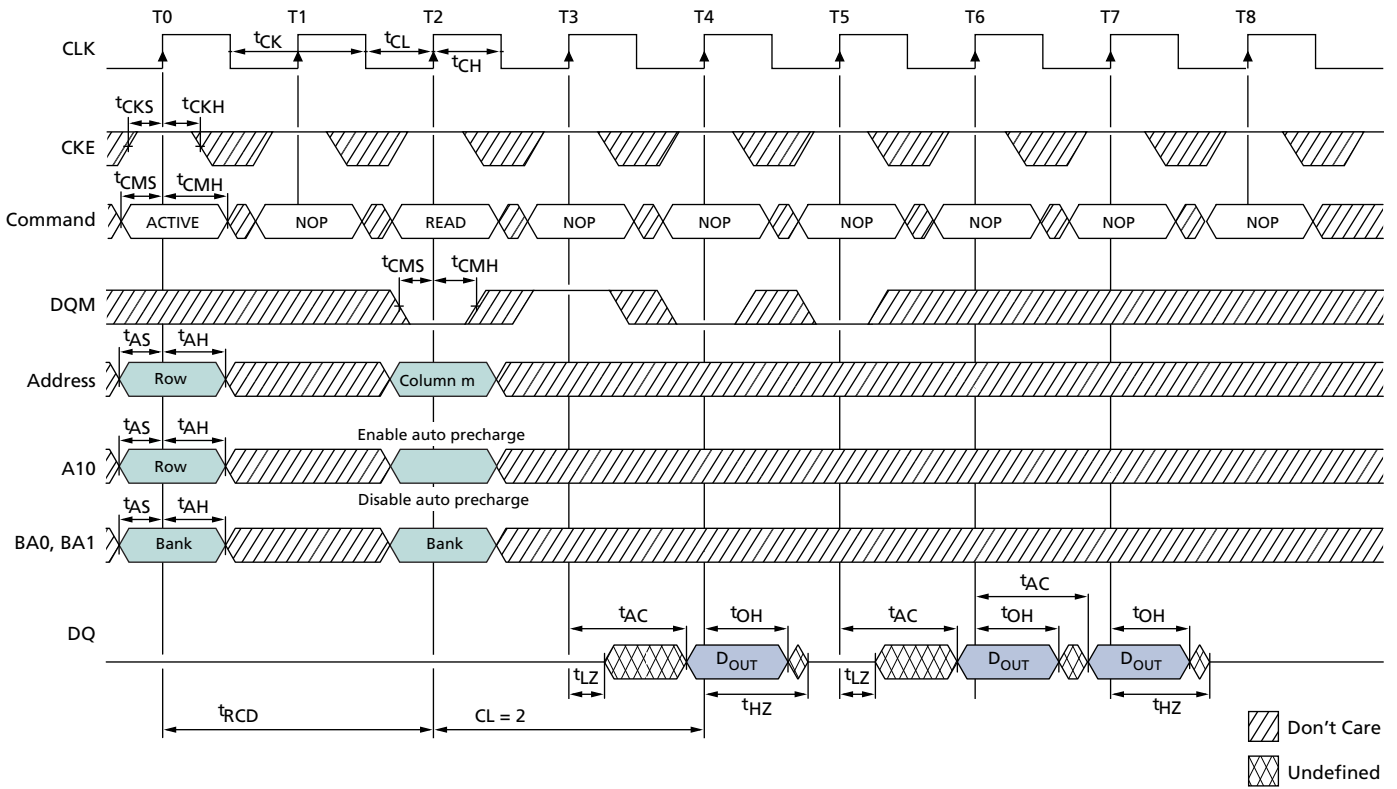 T0 T1 T2 T3 T4 T5 T6 T7 T8
CLK
tCK tCL
tCH
tCKS tCKH
CKE
tCMS tCMH
Command ACTIVE NOP READ NOP NOP NOP NOP NOP NOP
tCMS tCMH
DQM
tAS tAH
Address Row Column m
tAS tAH Enable auto precharge
A10 Row
tAS tAH Disable auto precharge
BA0, BA1 Bank Bank
tAC
tAC tOH tAC tOH tOH
DQ
DOUT DOUT DOUT
tLZ tLZ
tHZ tHZ
tRCD CL = 2
Don't Care
Undefined